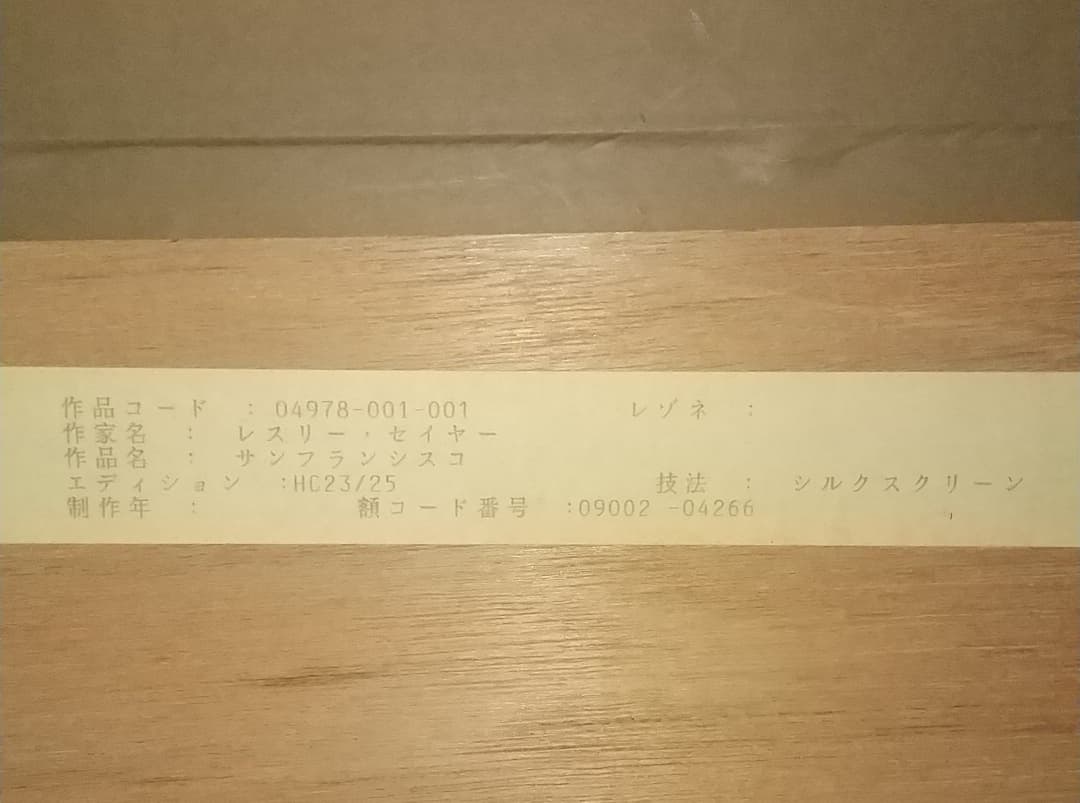 作品コード : 04978-001-001 レゾネ :
作家名 : レスリー・セイヤー
作品名 : サンフランシスコ
エディション :HC23/25 技法 : シルクスクリーン
制作年 : 額コード番号 :09002 -04266